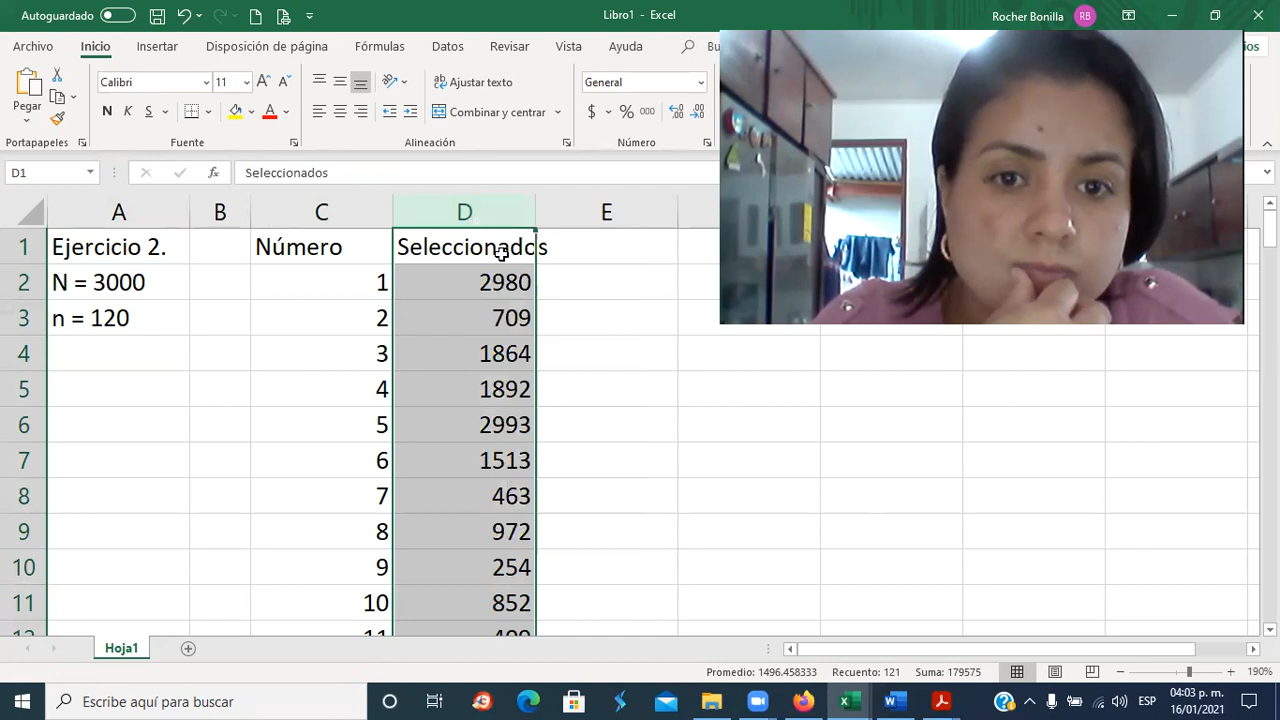 Autoguardado
Libro1 - Excel
Rocher Bonilla
RB
Archivo Inicio Insertar Disposición de página Fórmulas Datos Revisar Vista Ayuda Bu ios
Calibri 11 A A Ajustar texto General
Pegar N K S A Combinar y centrar $ % 000
Portapapeles Fuente Alineación Número
D1 fx Seleccionados
A B C D E
1 Ejercicio 2. Número Seleccionados
2 N = 3000 1 2980
3 n = 120 2 709
4 3 1864
5 4 1892
6 5 2993
7 6 1513
8 7 463
9 8 972
10 9 254
11 10 852
Hoja1
Promedio: 1496.458333 Recuento: 121 Suma: 179575 190%
Escribe aquí para buscar
ESP
04:03 p. m.
16/01/2021